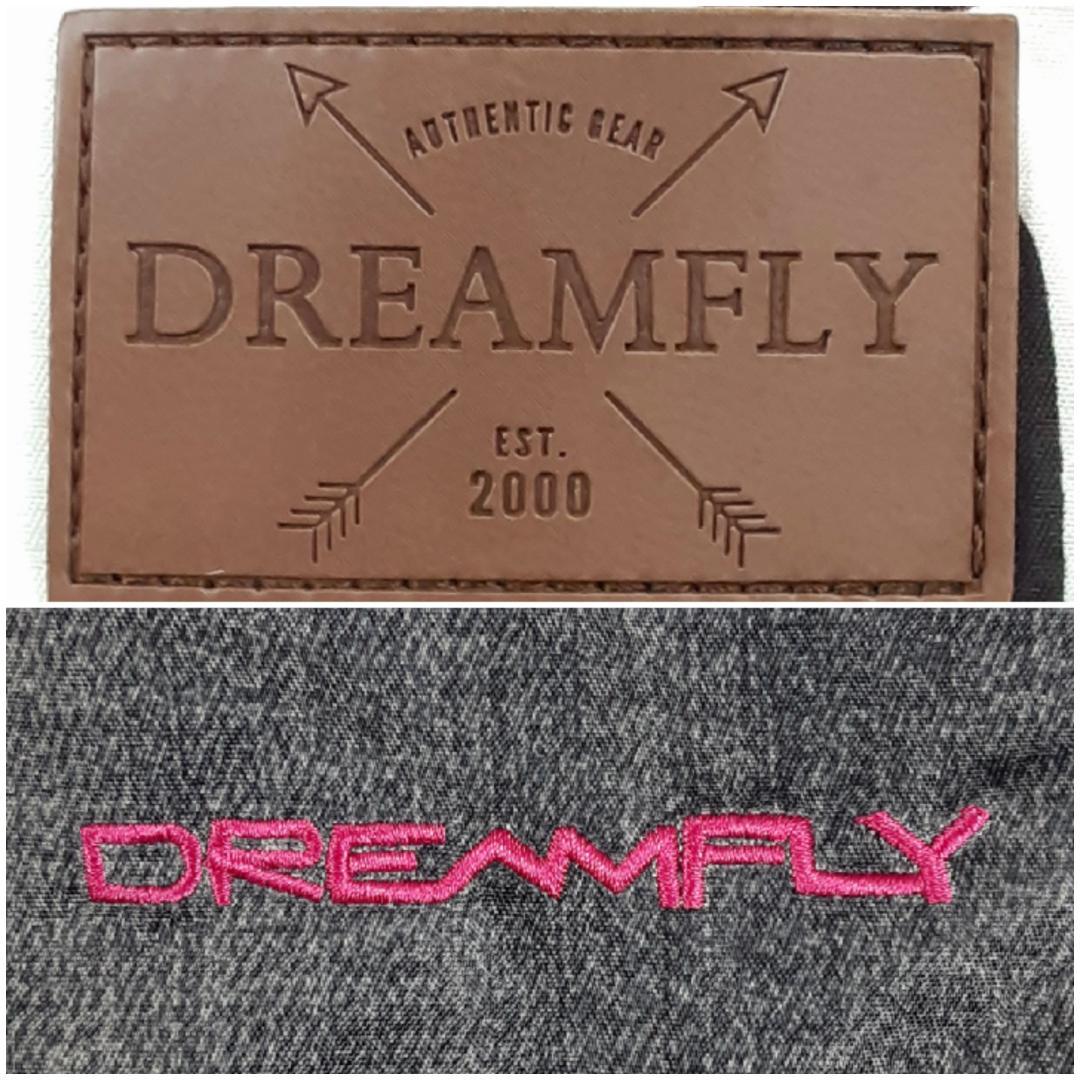 AUTHENTIC GEAR
DREAMFLY
EST.
2000
DREAMFLY